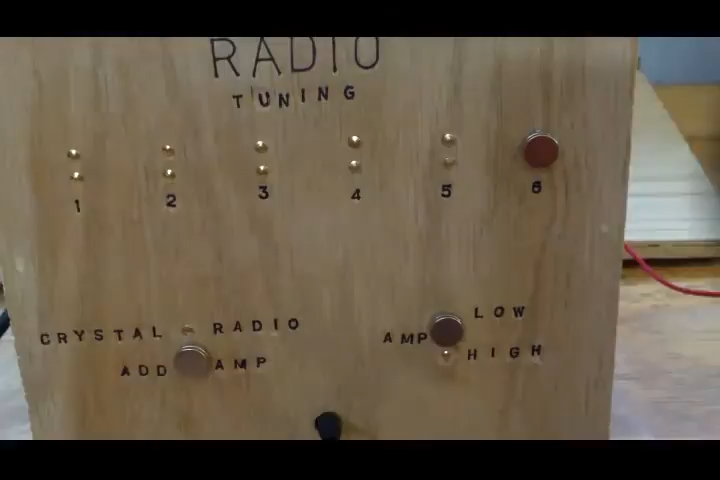 RADIO
TUNING
1 2 3 4 5 6
CRYSTAL RADIO
ADD AMP
AMP LOW
HIGH